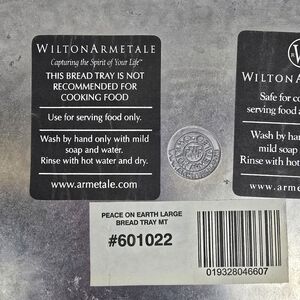 WILTONARMETALE
Capturing the Spirit of Your Life™
THIS BREAD TRAY IS NOT
RECOMMENDED FOR
COOKING FOOD
Use for serving food only.
Wash by hand only with mild
soap and water.
Rinse with hot water and dry.
www.armetale.com
W
WILTONA
Safe for co
serving food a
Wash by ha
mild soap
Rinse with hot
www.arme
PEACE ON EARTH LARGE
BREAD TRAY MT
#601022
019328046607